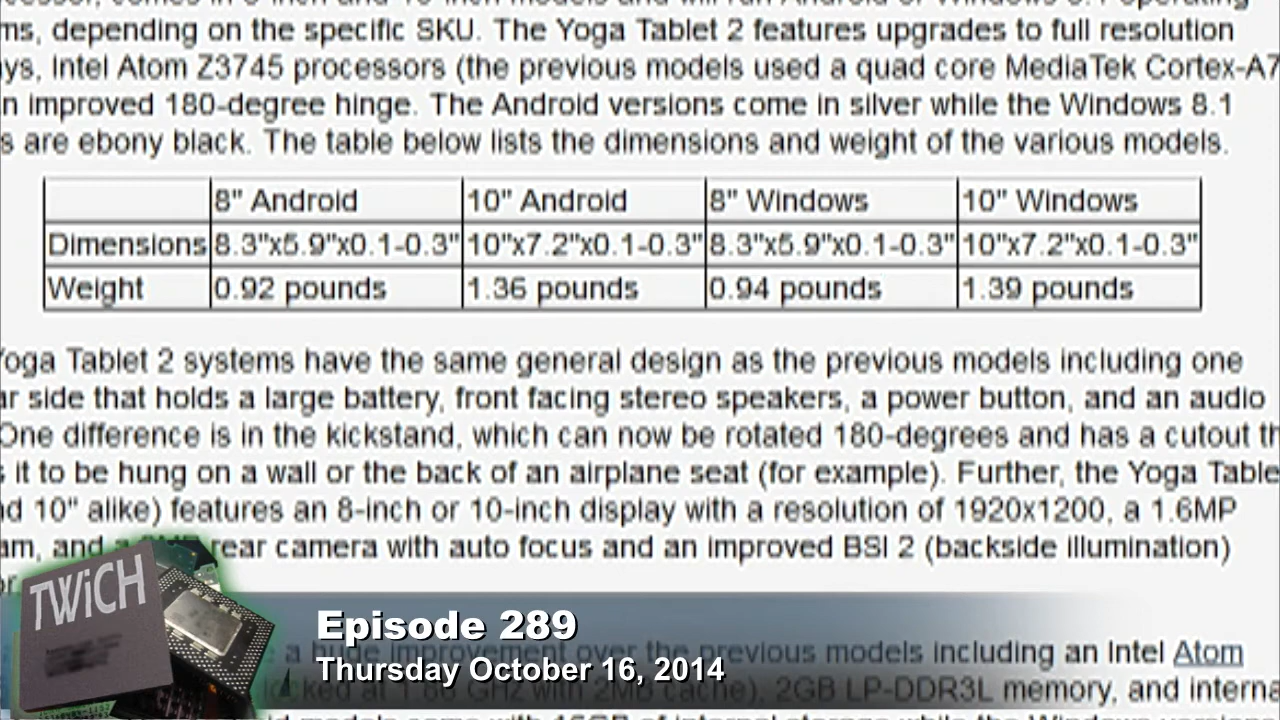 ms, depending on the specific SKU. The Yoga Tablet 2 features upgrades to full resolution
ys, Intel Atom Z3745 processors (the previous models used a quad core MediaTek Cortex-A7
n improved 180-degree hinge. The Android versions come in silver while the Windows 8.1
s are ebony black. The table below lists the dimensions and weight of the various models.
8" Android 10" Android 8" Windows 10" Windows
Dimensions 8.3"x5.9"x0.1-0.3" 10"x7.2"x0.1-0.3" 8.3"x5.9"x0.1-0.3" 10"x7.2"x0.1-0.3"
Weight 0.92 pounds 1.36 pounds 0.94 pounds 1.39 pounds
Yoga Tablet 2 systems have the same general design as the previous models including one
ar side that holds a large battery, front facing stereo speakers, a power button, and an audio
One difference is in the kickstand, which can now be rotated 180-degrees and has a cutout th
s it to be hung on a wall or the back of an airplane seat (for example). Further, the Yoga Table
nd 10" alike) features an 8-inch or 10-inch display with a resolution of 1920x1200, a 1.6MP
am, and a rear camera with auto focus and an improved BSI 2 (backside illumination)
TWiCH
Episode 289
Thursday October 16, 2014
improvement over the previous models including an Intel Atom
2GB LP-DDR3L memory, and interna